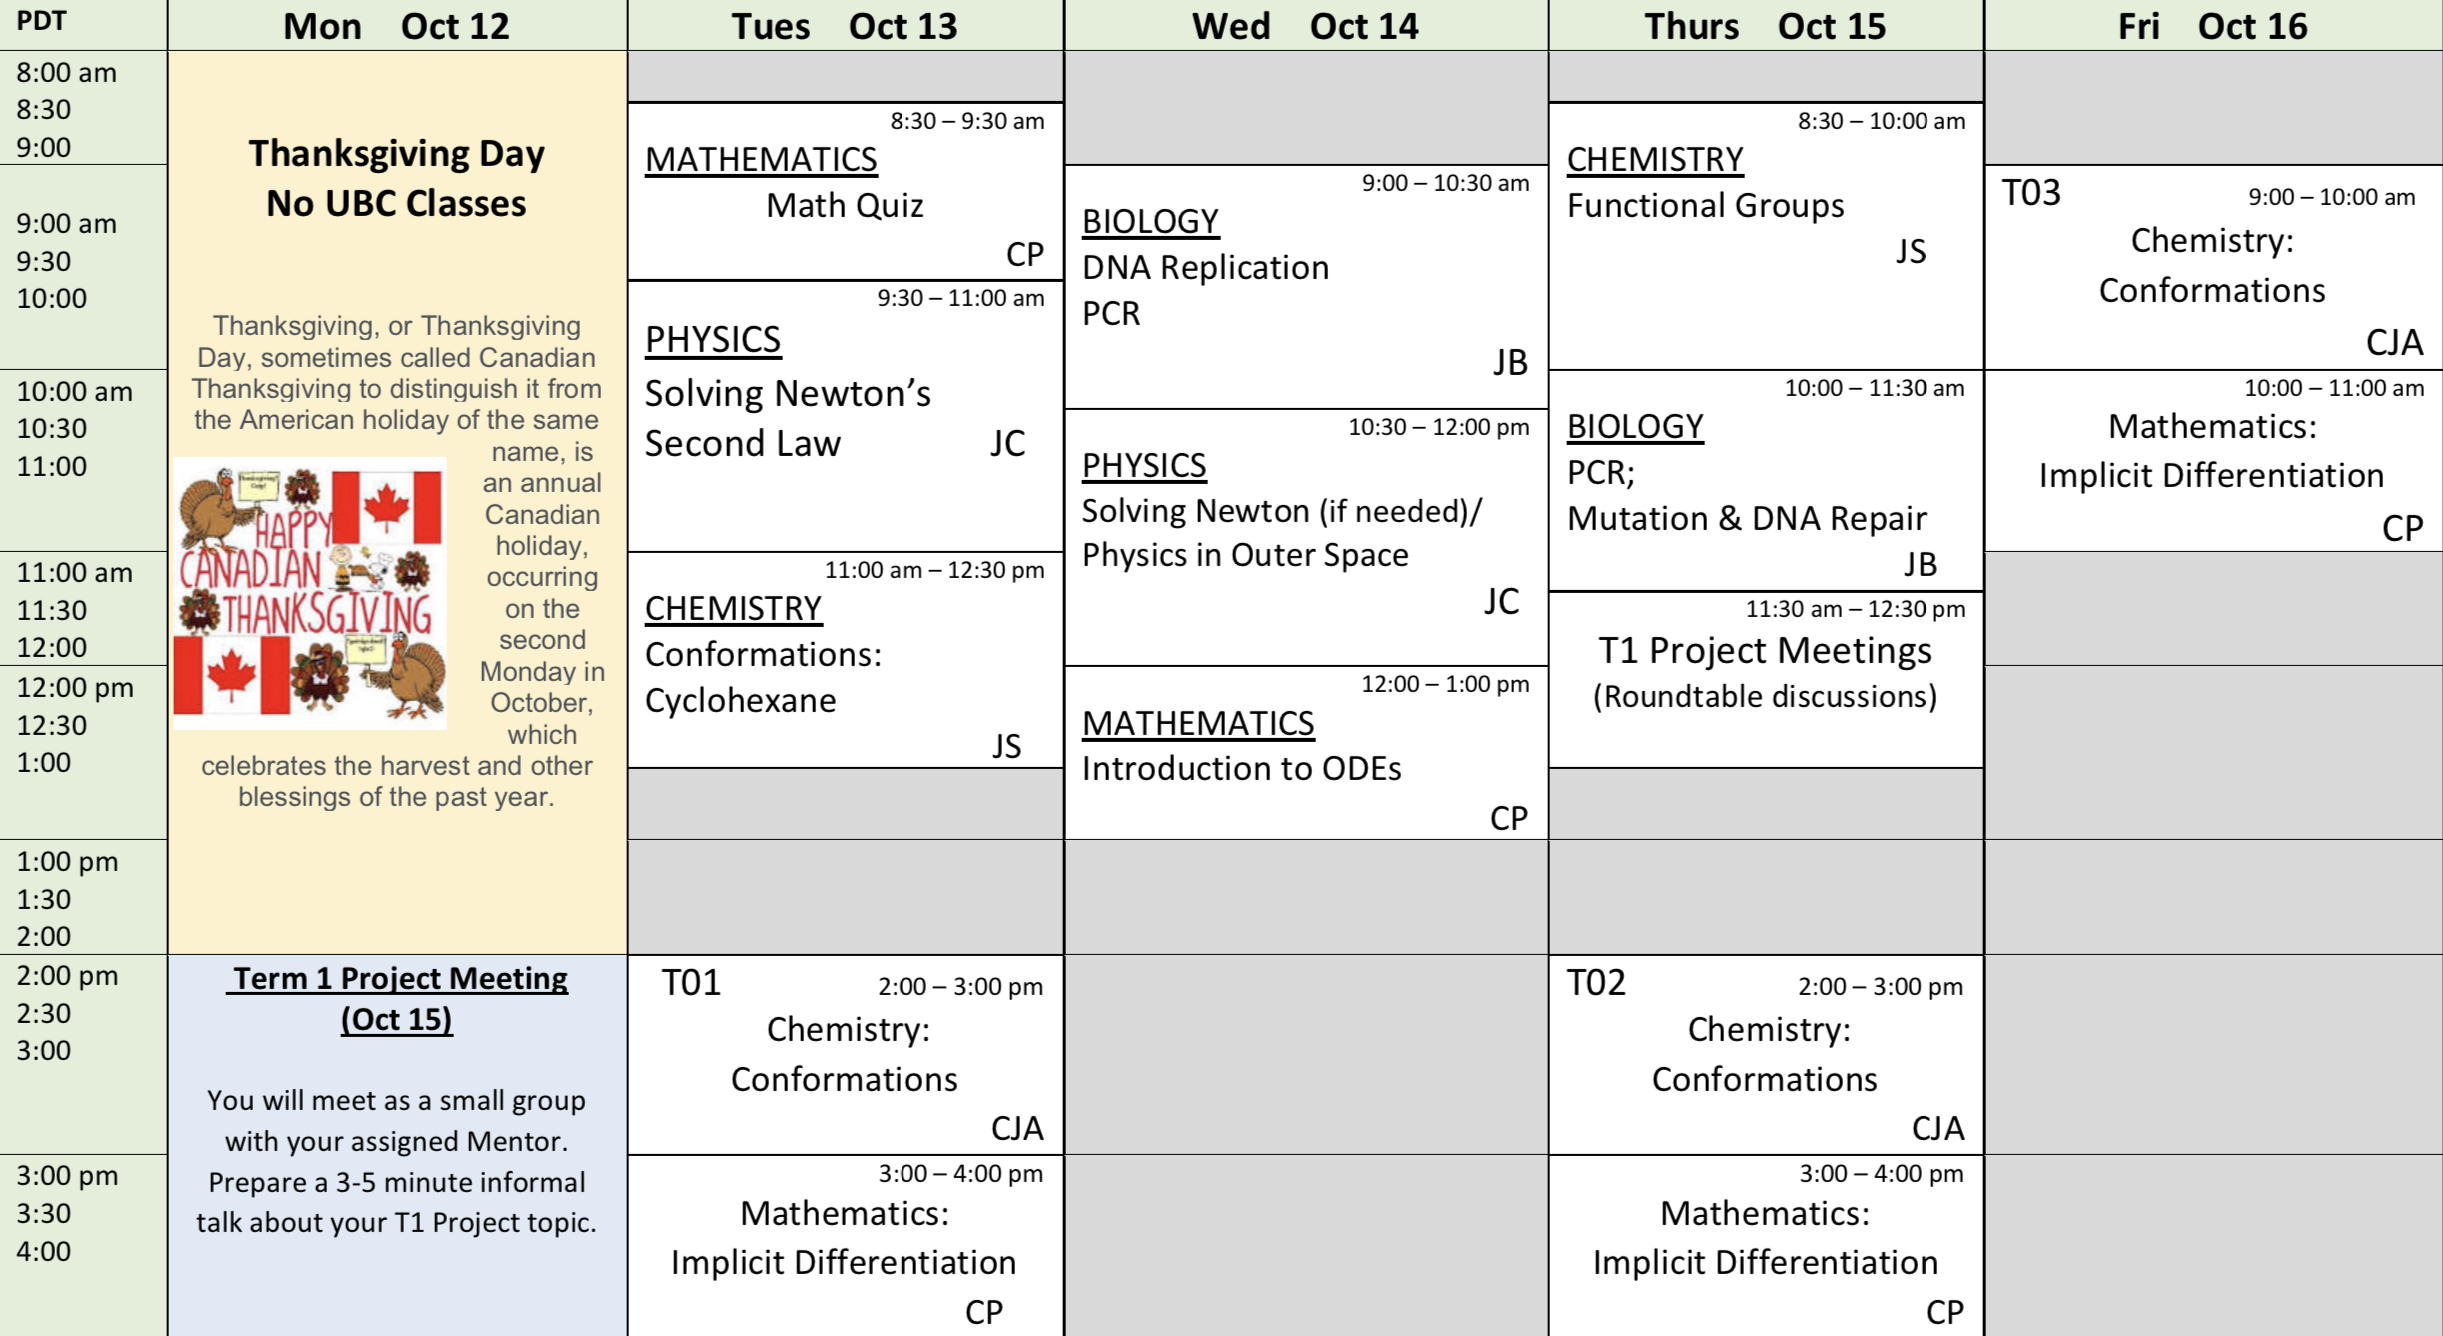 PDT
Mon Oct 12
Tues Oct 13
Wed Oct 14
Thurs Oct 15
Fri Oct 16
8:00 am
8:30
9:00
9:00 am
9:30
10:00
10:00 am
10:30
11:00
11:00 am
11:30
12:00
12:00 pm
12:30
1:00
1:00 pm
1:30
2:00
2:00 pm
2:30
3:00
3:00 pm
3:30
4:00
Thanksgiving Day
No UBC Classes
Thanksgiving, or Thanksgiving
Day, sometimes called Canadian
Thanksgiving to distinguish it from
the American holiday of the same
name, is
an annual
Canadian
holiday,
occurring
on the
second
Monday in
October,
which
celebrates the harvest and other
blessings of the past year.
HAPPY
CANADIAN
THANKSGIVING
Term 1 Project Meeting
(Oct 15)
You will meet as a small group
with your assigned Mentor.
Prepare a 3-5 minute informal
talk about your T1 Project topic.
8:30 – 9:30 am
MATHEMATICS
Math Quiz
CP
9:30 – 11:00 am
PHYSICS
Solving Newton’s
Second Law JC
11:00 am – 12:30 pm
CHEMISTRY
Conformations:
Cyclohexane
JS
T01 2:00 – 3:00 pm
Chemistry:
Conformations
CJA
3:00 – 4:00 pm
Mathematics:
Implicit Differentiation
CP
9:00 – 10:30 am
BIOLOGY
DNA Replication
PCR
JB
10:30 – 12:00 pm
PHYSICS
Solving Newton (if needed)/
Physics in Outer Space
JC
12:00 – 1:00 pm
MATHEMATICS
Introduction to ODEs
CP
8:30 – 10:00 am
CHEMISTRY
Functional Groups
JS
10:00 – 11:30 am
BIOLOGY
PCR;
Mutation & DNA Repair
JB
11:30 am – 12:30 pm
T1 Project Meetings
(Roundtable discussions)
T02 2:00 – 3:00 pm
Chemistry:
Conformations
CJA
3:00 – 4:00 pm
Mathematics:
Implicit Differentiation
CP
T03 9:00 – 10:00 am
Chemistry:
Conformations
CJA
10:00 – 11:00 am
Mathematics:
Implicit Differentiation
CP